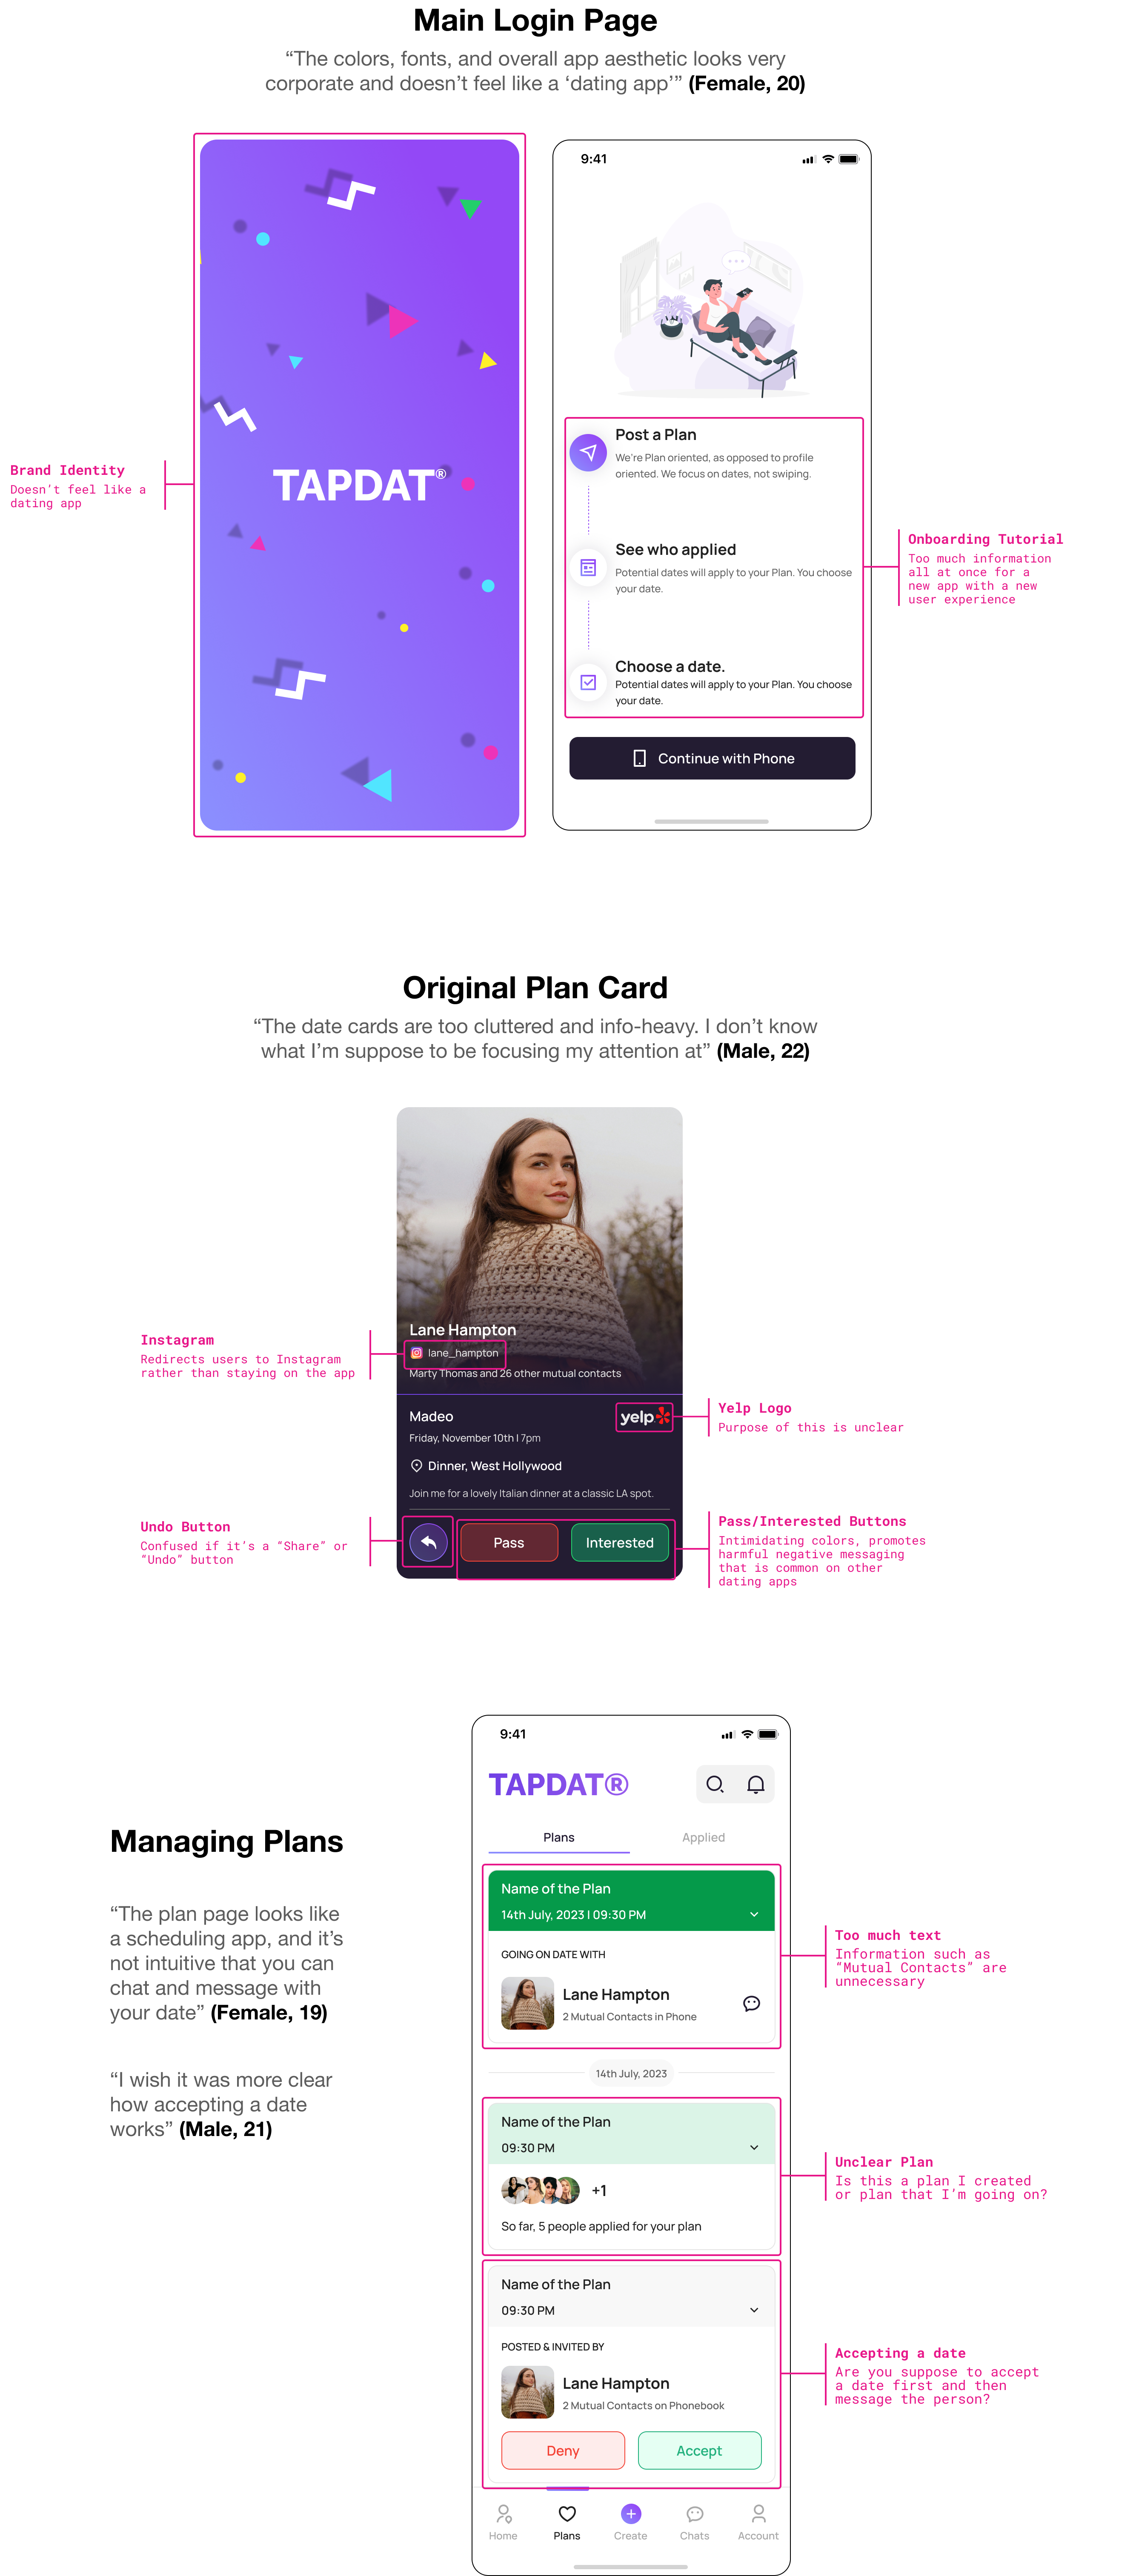 Main Login Page
“The colors, fonts, and overall app aesthetic looks very
corporate and doesn’t feel like a ‘dating app’” (Female, 20)
TAPDAT®
Brand Identity
Doesn’t feel like a
dating app
9:41
Post a Plan
We’re Plan oriented, as opposed to profile
oriented. We focus on dates, not swiping.
See who applied
Potential dates will apply to your Plan. You choose
your date.
Choose a date.
Potential dates will apply to your Plan. You choose
your date.
Continue with Phone
Onboarding Tutorial
Too much information
all at once for a
new app with a new
user experience
Original Plan Card
“The date cards are too cluttered and info-heavy. I don’t know
what I’m suppose to be focusing my attention at” (Male, 22)
Lane Hampton
lane_hampton
Marty Thomas and 26 other mutual contacts
Instagram
Redirects users to Instagram
rather than staying on the app
Madeo
yelp
Friday, November 10th | 7pm
Dinner, West Hollywood
Join me for a lovely Italian dinner at a classic LA spot.
Yelp Logo
Purpose of this is unclear
Undo Button
Confused if it’s a “Share” or
“Undo” button
Pass
Interested
Pass/Interested Buttons
Intimidating colors, promotes
harmful negative messaging
that is common on other
dating apps
Managing Plans
“The plan page looks like
a scheduling app, and it’s
not intuitive that you can
chat and message with
your date” (Female, 19)
“I wish it was more clear
how accepting a date
works” (Male, 21)
9:41
TAPDAT®
Plans
Applied
Name of the Plan
14th July, 2023 | 09:30 PM
GOING ON DATE WITH
Lane Hampton
2 Mutual Contacts in Phone
Too much text
Information such as
“Mutual Contacts” are
unnecessary
14th July, 2023
Name of the Plan
09:30 PM
+1
So far, 5 people applied for your plan
Unclear Plan
Is this a plan I created
or plan that I’m going on?
Name of the Plan
09:30 PM
POSTED & INVITED BY
Lane Hampton
2 Mutual Contacts on Phonebook
Deny
Accept
Accepting a date
Are you suppose to accept
a date first and then
message the person?
Home
Plans
Create
Chats
Account